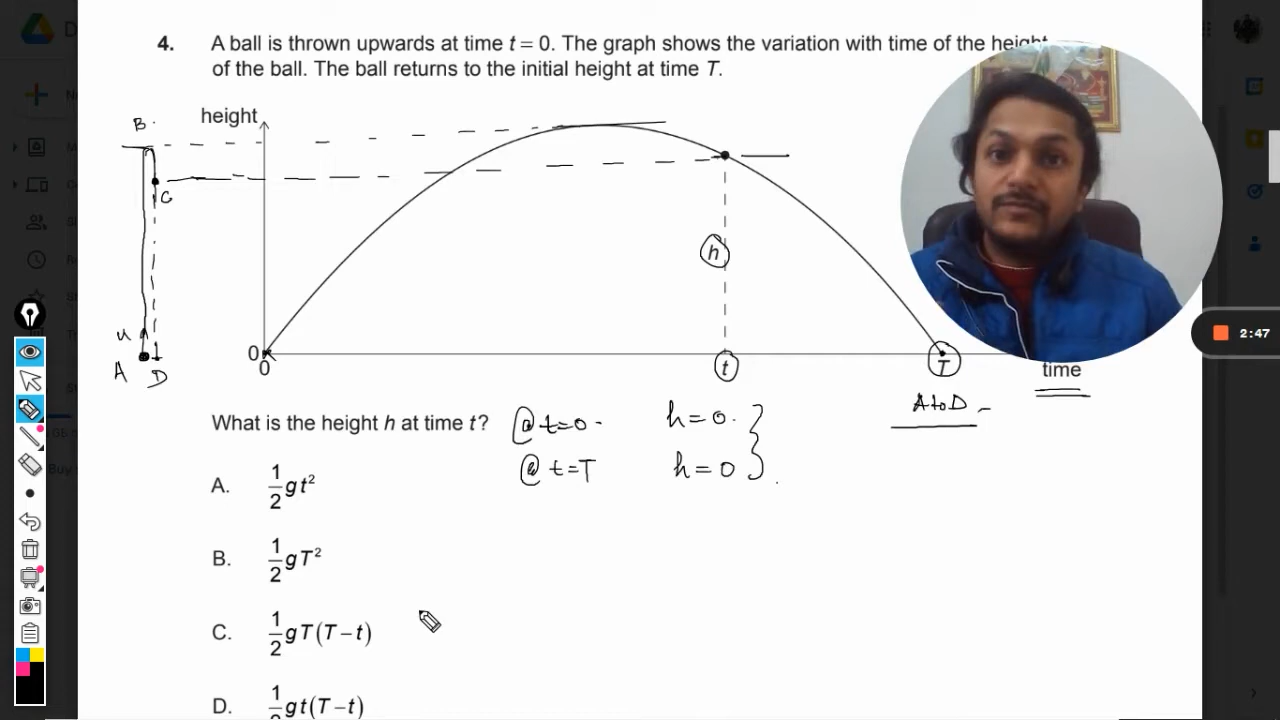 4. A ball is thrown upwards at time t = 0. The graph shows the variation with time of the height
of the ball. The ball returns to the initial height at time T.
height
B
C
h
u
A
D
0
0
t
T
time
2:47
A to D
What is the height h at time t?
@ t=0
h=0
@ t=T
h=0
A. 1/2 gt²
B. 1/2 gT²
C. 1/2 gT(T−t)
D. 1/2 gt(T−t)